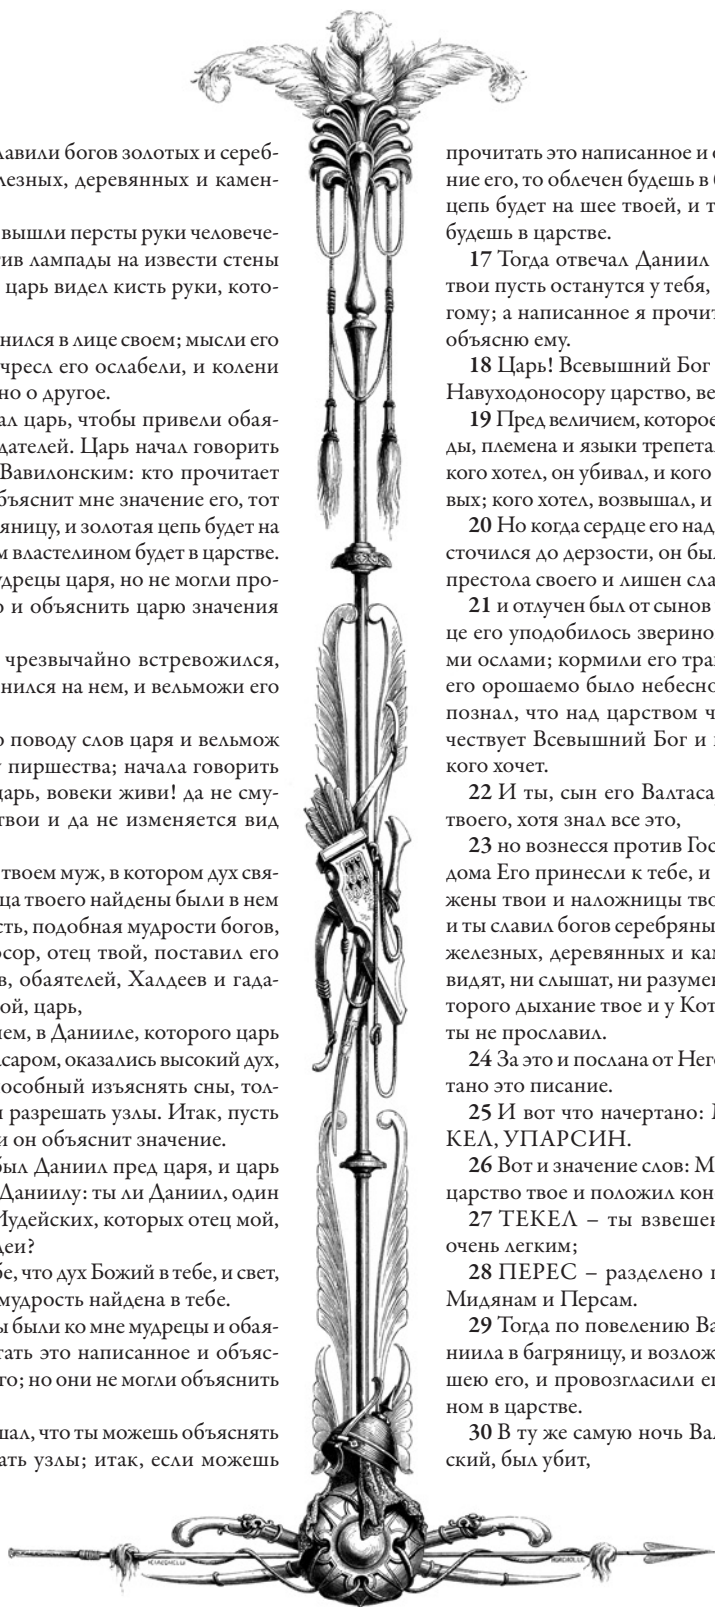 лавили богов золотых и сереб-
лезных, деревянных и камен-
вышли персты руки человече-
тив лампады на извести стены
царь видел кисть руки, кото-
нился в лице своем; мысли его
чресл его ослабели, и колени
но о другое.
ал царь, чтобы привели обая-
дателей. Царь начал говорить
Вавилонским: кто прочитает
бъяснит мне значение его, тот
яницу, и золотая цепь будет на
м властелином будет в царстве.
удрецы царя, но не могли про-
о и объяснить царю значения
чрезвычайно встревожился,
нился на нем, и вельможи его
о поводу слов царя и вельмож
у пиршества; начала говорить
царь, вовеки живи! да не сму-
твои и да не изменяется вид
твоем муж, в котором дух свя-
ца твоего найдены были в нем
сть, подобная мудрости богов,
осор, отец твой, поставил его
в, обаятелей, Халдеев и гада-
ой, царь,
нем, в Данииле, которого царь
асаром, оказались высокий дух,
пособный изъяснять сны, тол-
и разрешать узлы. Итак, пусть
и он объяснит значение.
был Даниил пред царя, и царь
Даниилу: ты ли Даниил, один
Иудейских, которых отец мой,
деи?
бе, что дух Божий в тебе, и свет,
мудрость найдена в тебе.
ы были ко мне мудрецы и обая-
тать это написанное и объяс-
го; но они не могли объяснить
шал, что ты можешь объяснять
ать узлы; итак, если можешь
прочитать это написанное и о
ние его, то облечен будешь в б
цепь будет на шее твоей, и т
будешь в царстве.
17 Тогда отвечал Даниил
твои пусть останутся у тебя,
гому; а написанное я прочит
объясню ему.
18 Царь! Всевышний Бог
Навуходоносору царство, ве
19 Пред величием, которое
ды, племена и языки трепета
кого хотел, он убивал, и кого
вых; кого хотел, возвышал, и
20 Но когда сердце его над
сточился до дерзости, он был
престола своего и лишен сла
21 и отлучен был от сынов
це его уподобилось зверино
ми ослами; кормили его тра
его орошаемо было небесно
познал, что над царством ч
чествует Всевышний Бог и п
кого хочет.
22 И ты, сын его Валтаса
твоего, хотя знал все это,
23 но вознесся против Гос
дома Его принесли к тебе, и
жены твои и наложницы тво
и ты славил богов серебряны
железных, деревянных и кам
видят, ни слышат, ни разумен
торого дыхание твое и у Кот
ты не прославил.
24 За это и послана от Него
тано это писание.
25 И вот что начертано: М
КЕЛ, УПАРСИН.
26 Вот и значение слов: М
царство твое и положил кон
27 ТЕКЕЛ – ты взвешен
очень легким;
28 ПЕРЕС – разделено ц
Мидянам и Персам.
29 Тогда по повелению Ва
ниила в багряницу, и возлож
шею его, и провозгласили ег
ном в царстве.
30 В ту же самую ночь Вал
ский, был убит,